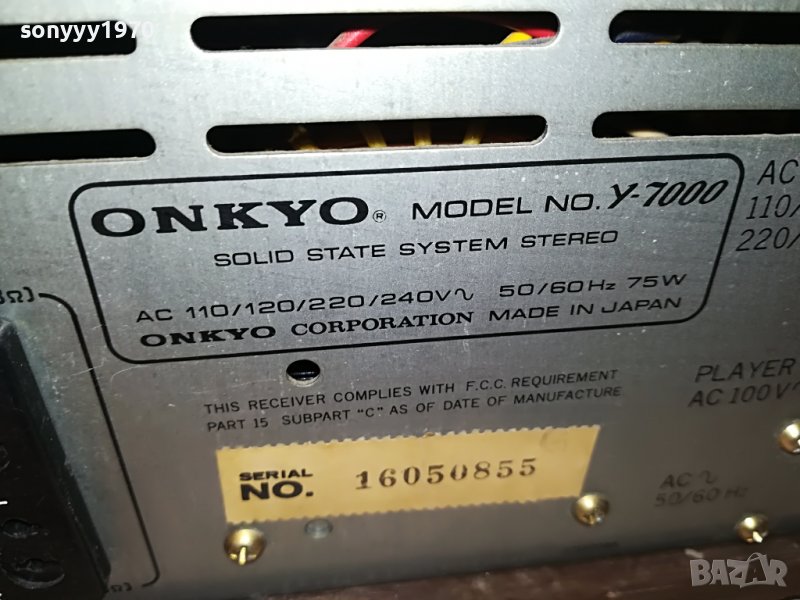 sonyyy1970
ONKYO® MODEL NO. Y-7000
SOLID STATE SYSTEM STEREO
AC 110/120/220/240V∿ 50/60Hz 75W
ONKYO CORPORATION MADE IN JAPAN
AC
110/
220/
Ω)
THIS RECEIVER COMPLIES WITH F.C.C. REQUIREMENT
PART 15 SUBPART "C" AS OF DATE OF MANUFACTURE
PLAYER
AC 100V
SERIAL
NO. 16050855
AC ∿
50/60 Hz
Ω)
BAZAR